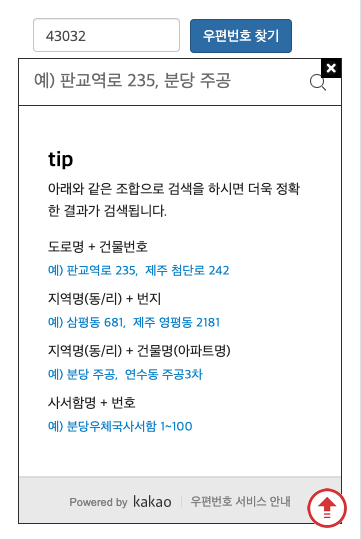 43032
우편번호 찾기
예) 판교역로 235, 분당 주공
tip
아래와 같은 조합으로 검색을 하시면 더욱 정확
한 결과가 검색됩니다.
도로명 + 건물번호
예) 판교역로 235, 제주 첨단로 242
지역명(동/리) + 번지
예) 삼평동 681, 제주 영평동 2181
지역명(동/리) + 건물명(아파트명)
예) 분당 주공, 연수동 주공3차
사서함명 + 번호
예) 분당우체국사서함 1~100
Powered by kakao 우편번호 서비스 안내